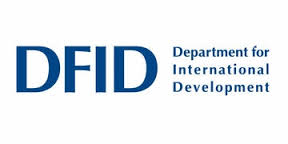 DFID
Department for
International
Development